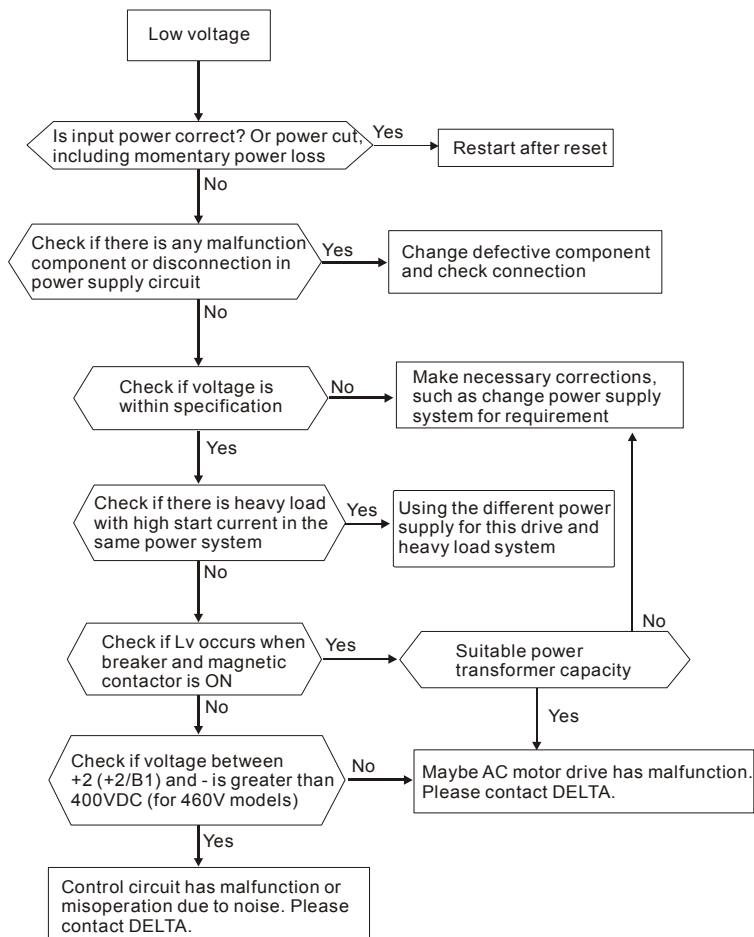 Low voltage
Is input power correct? Or power cut,
including momentary power loss
Yes
Restart after reset
No
Check if there is any malfunction
component or disconnection in
power supply circuit
Yes
Change defective component
and check connection
No
Check if voltage is
within specification
No
Make necessary corrections,
such as change power supply
system for requirement
Yes
Check if there is heavy load
with high start current in the
same power system
Yes
Using the different power
supply for this drive and
heavy load system
No
Check if Lv occurs when
breaker and magnetic
contactor is ON
Yes
Suitable power
transformer capacity
No
Yes
No
Check if voltage between
+2 (+2/B1) and - is greater than
400VDC (for 460V models)
No
Maybe AC motor drive has malfunction.
Please contact DELTA.
Yes
Control circuit has malfunction or
misoperation due to noise. Please
contact DELTA.